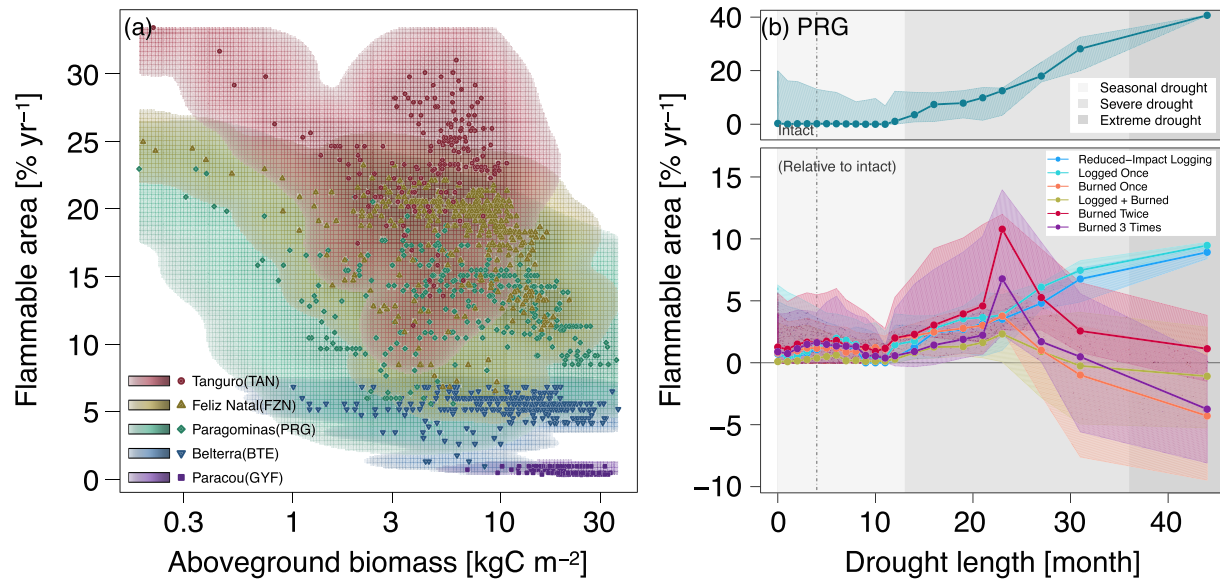 (a)
Flammable area [% yr−1]
30
25
20
15
10
5
0
Tanguro(TAN)
Feliz Natal(FZN)
Paragominas(PRG)
Belterra(BTE)
Paracou(GYF)
0.3 1 3 10 30
Aboveground biomass [kgC m−2]
(b) PRG
40
20
0
Intact
Seasonal drought
Severe drought
Extreme drought
Flammable area [% yr−1]
(Relative to intact)
15
10
5
0
−5
−10
Reduced−Impact Logging
Logged Once
Burned Once
Logged + Burned
Burned Twice
Burned 3 Times
0 10 20 30 40
Drought length [month]